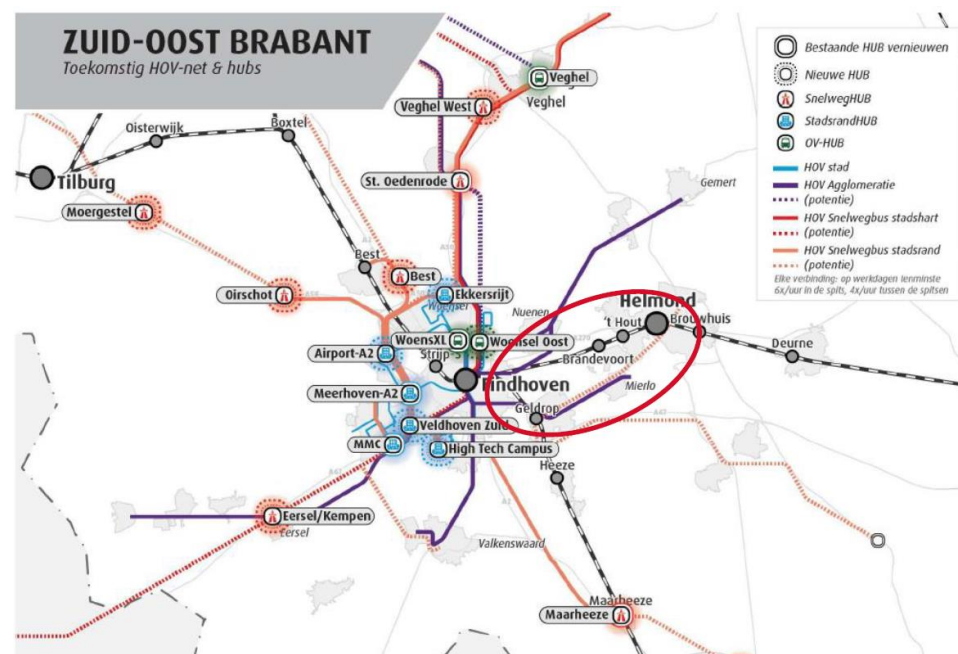 ZUID-OOST BRABANT
Toekomstig HOV-net & hubs
Bestaande HUB vernieuwen
Nieuwe HUB
SnelwegHUB
StadsrandHUB
OV-HUB
HOV stad
HOV Agglomeratie
(potentie)
HOV Snelwegbus stadshart
(potentie)
HOV Snelwegbus stadsrand
(potentie)
Elke verbinding: op werkdagen tenminste
6x/uur in de spits, 4x/uur tussen de spitsen
Veghel
Veghel
Veghel West
Oisterwijk
Boxtel
Tilburg
St. Oedenrode
Gemert
Moergestel
Best
Best
Oirschot
Ekkersrijt
Helmond
Nuenen
't Hout
Brouwhuis
WoensXL
Woensel Oost
Airport-A2
Strijp
Brandevoort
Deurne
Eindhoven
Mierlo
Meerhoven-A2
Geldrop
Veldhoven Zuid
MMC
High Tech Campus
Heeze
Eersel/Kempen
Eersel
Valkenswaard
Maarheeze
Maarheeze